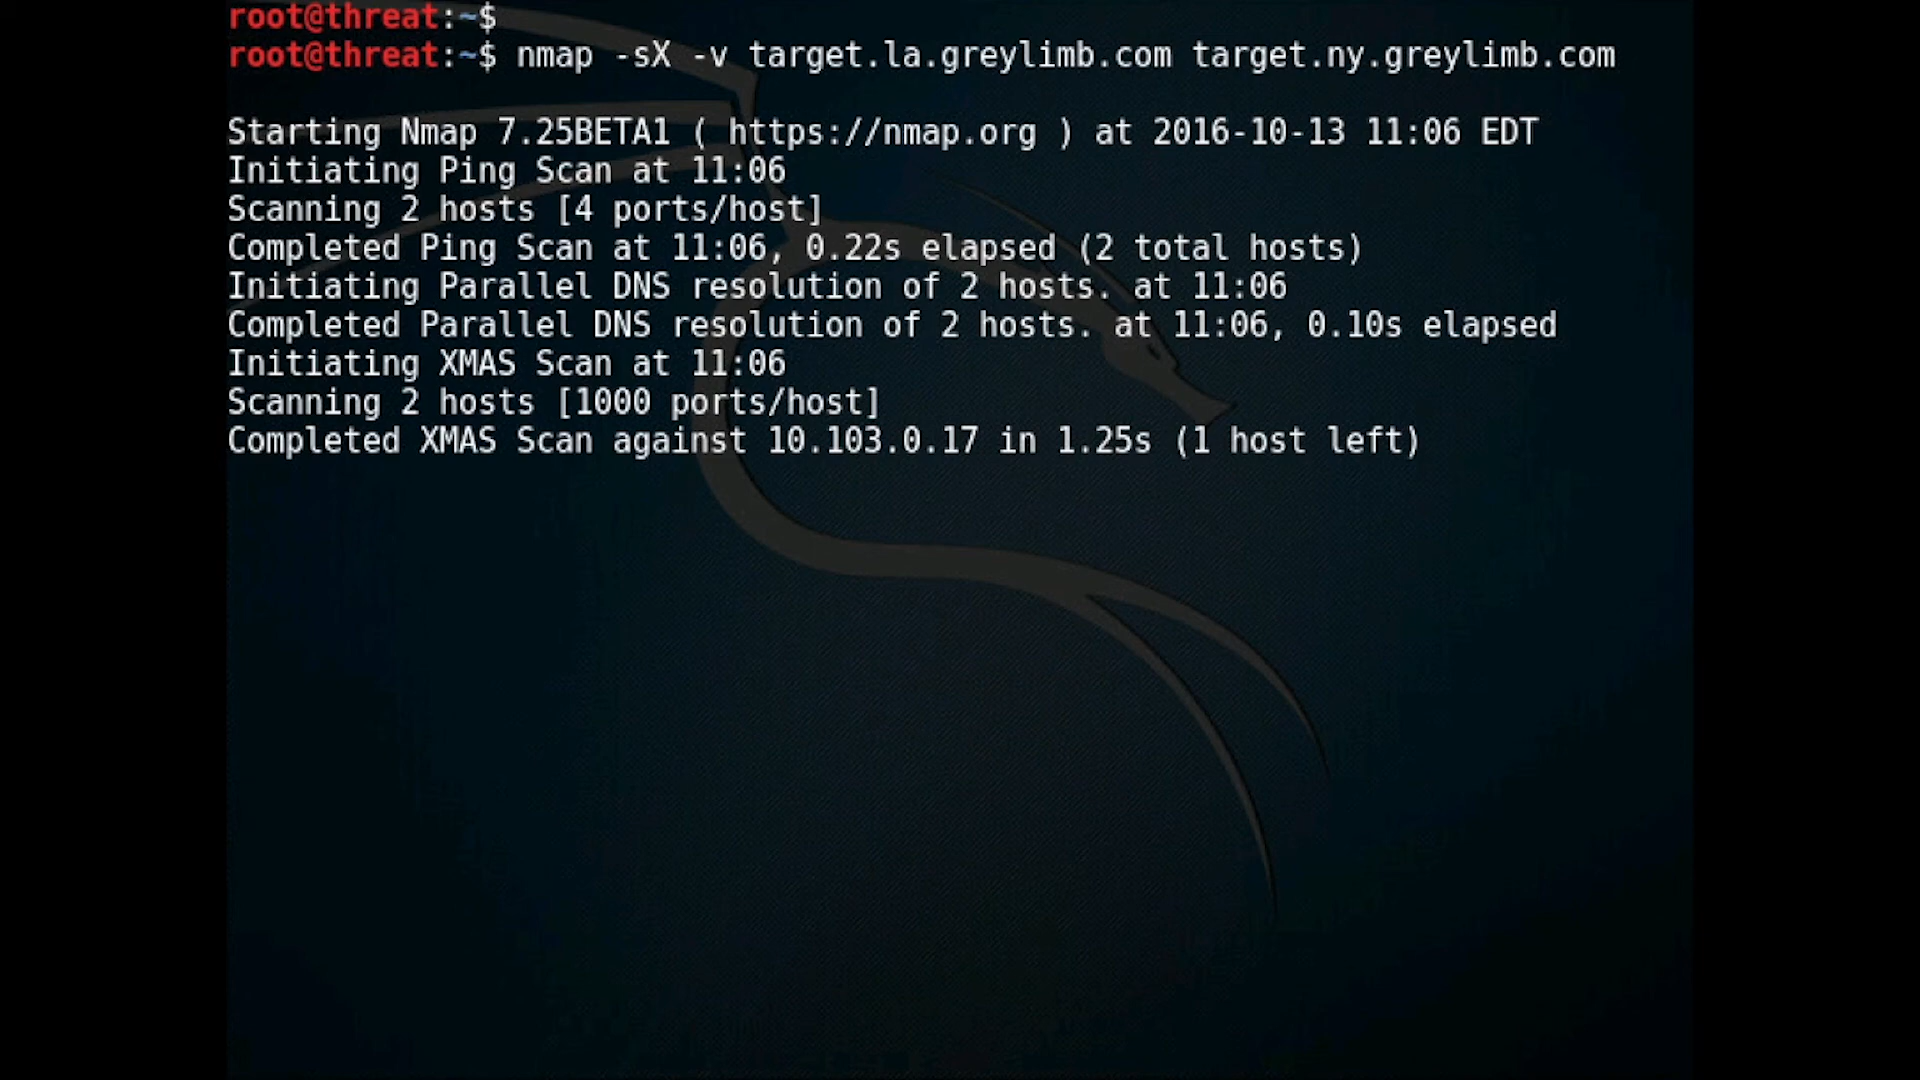 root@threat:~$
root@threat:~$ nmap -sX -v target.la.greylimb.com target.ny.greylimb.com
Starting Nmap 7.25BETA1 ( https://nmap.org ) at 2016-10-13 11:06 EDT
Initiating Ping Scan at 11:06
Scanning 2 hosts [4 ports/host]
Completed Ping Scan at 11:06, 0.22s elapsed (2 total hosts)
Initiating Parallel DNS resolution of 2 hosts. at 11:06
Completed Parallel DNS resolution of 2 hosts. at 11:06, 0.10s elapsed
Initiating XMAS Scan at 11:06
Scanning 2 hosts [1000 ports/host]
Completed XMAS Scan against 10.103.0.17 in 1.25s (1 host left)